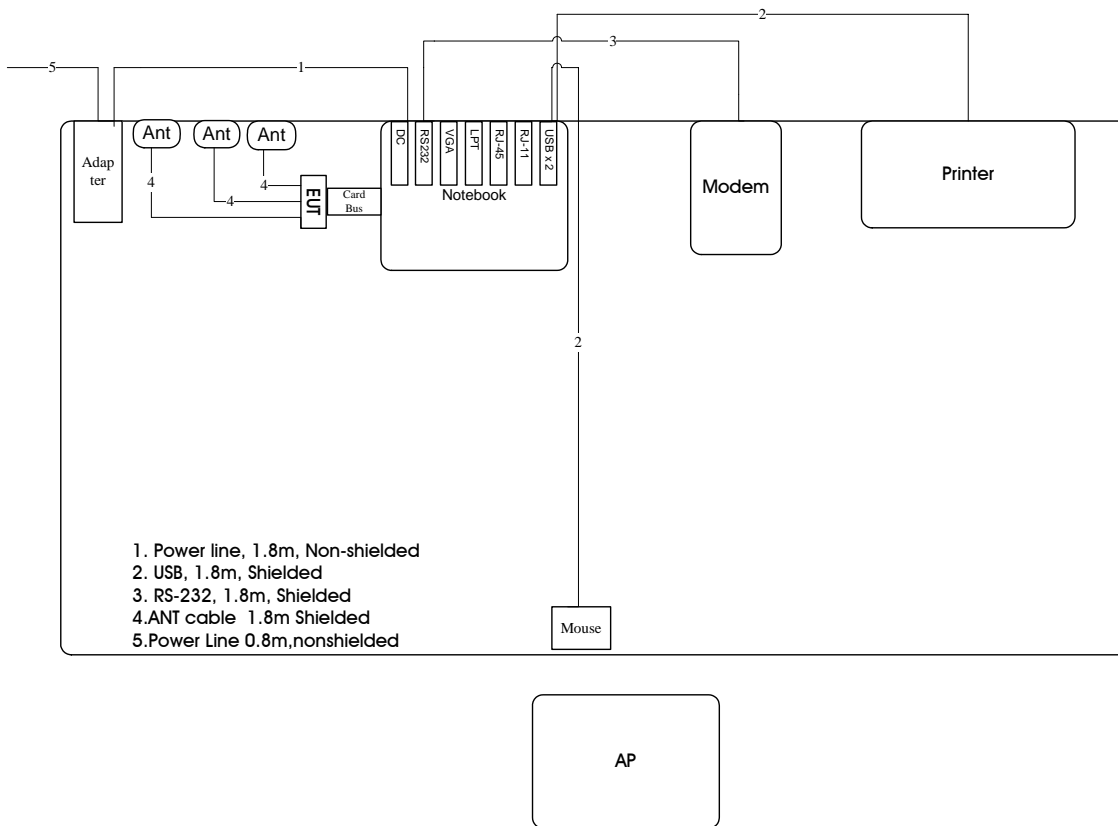 2
3
5
1
Ant
Ant
Ant
Adap
ter
DC
RS232
VGA
LPT
RJ-45
RJ-11
USB x 2
Modem
Printer
4
4
4
EUT
Card
Bus
Notebook
2
1. Power line, 1.8m, Non-shielded
2. USB, 1.8m, Shielded
3. RS-232, 1.8m, Shielded
4.ANT cable 1.8m Shielded
5.Power Line 0.8m,nonshielded
Mouse
AP